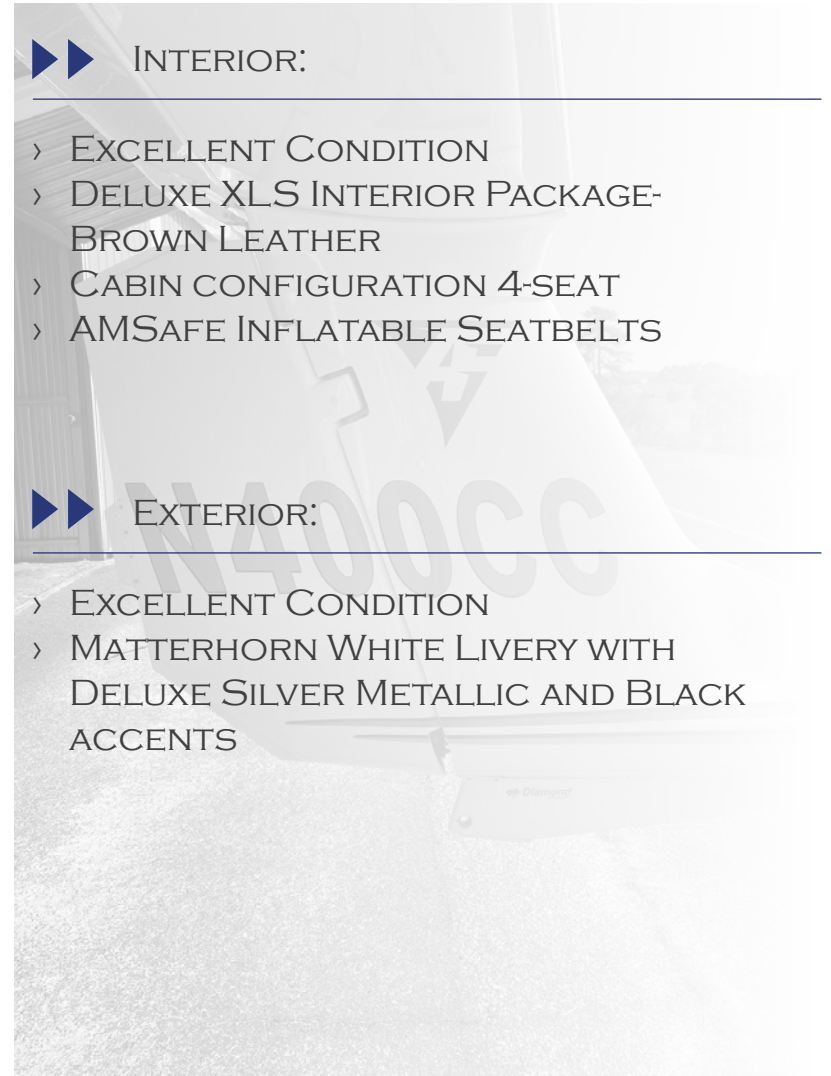 Interior:
› Excellent Condition
› Deluxe XLS Interior Package-
Brown Leather
› Cabin configuration 4-seat
› AMSafe Inflatable Seatbelts
N400CC
Exterior:
› Excellent Condition
› Matterhorn White Livery with
Deluxe Silver Metallic and Black
accents
Diamond